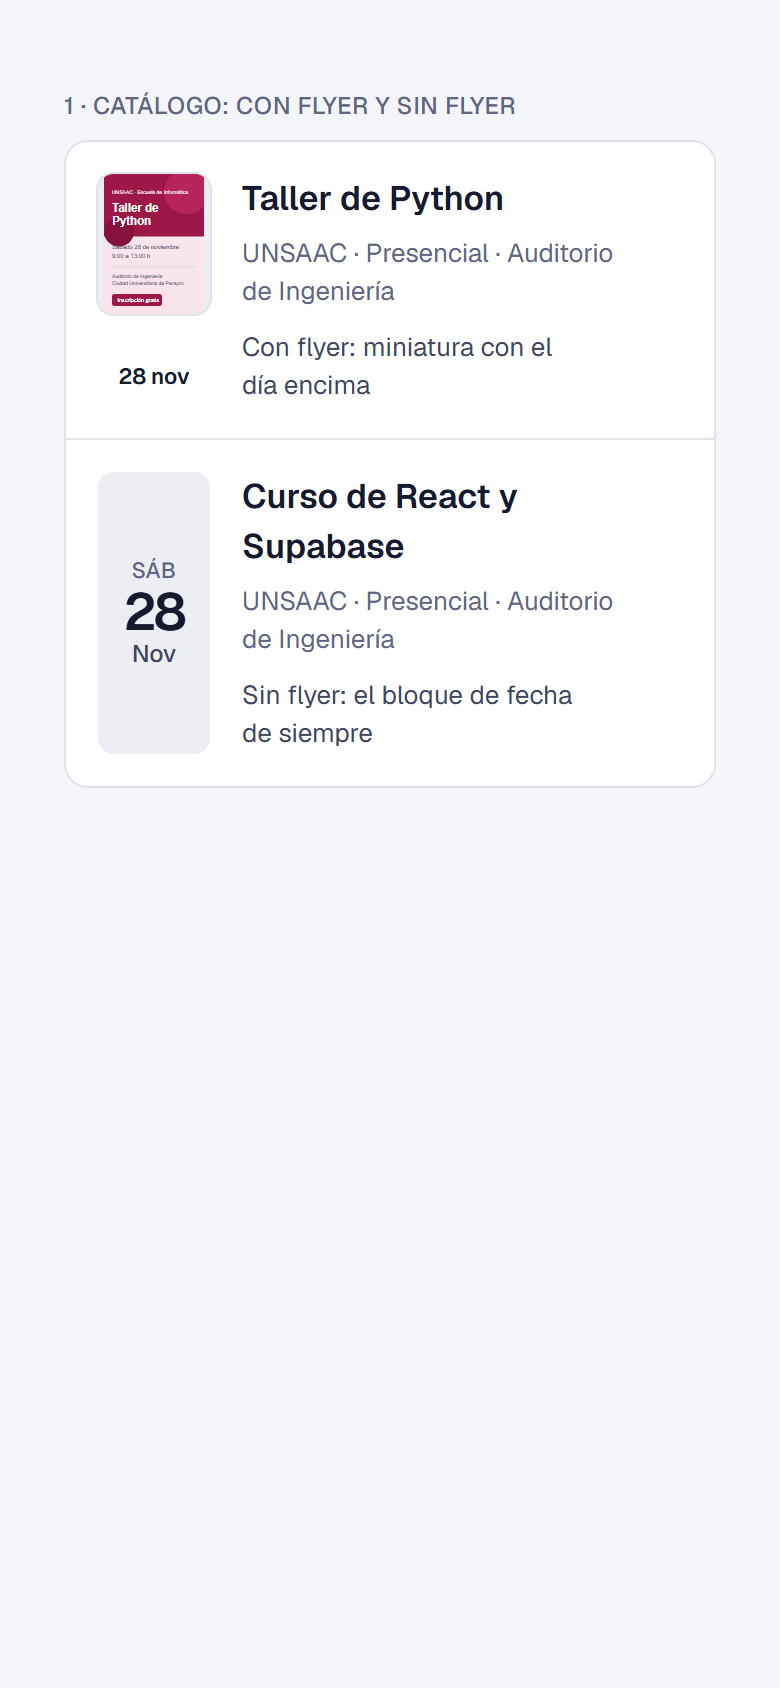 1 · CATÁLOGO: CON FLYER Y SIN FLYER
UNSAAC · Escuela de Informática
Taller de
Python
Sábado 28 de noviembre
9:00 a 13:00 h
Auditorio de Ingeniería
Ciudad Universitaria de Perayoc
Inscripción gratis
28 nov
Taller de Python
UNSAAC · Presencial · Auditorio
de Ingeniería
Con flyer: miniatura con el
día encima
SÁB
28
Nov
Curso de React y
Supabase
UNSAAC · Presencial · Auditorio
de Ingeniería
Sin flyer: el bloque de fecha
de siempre